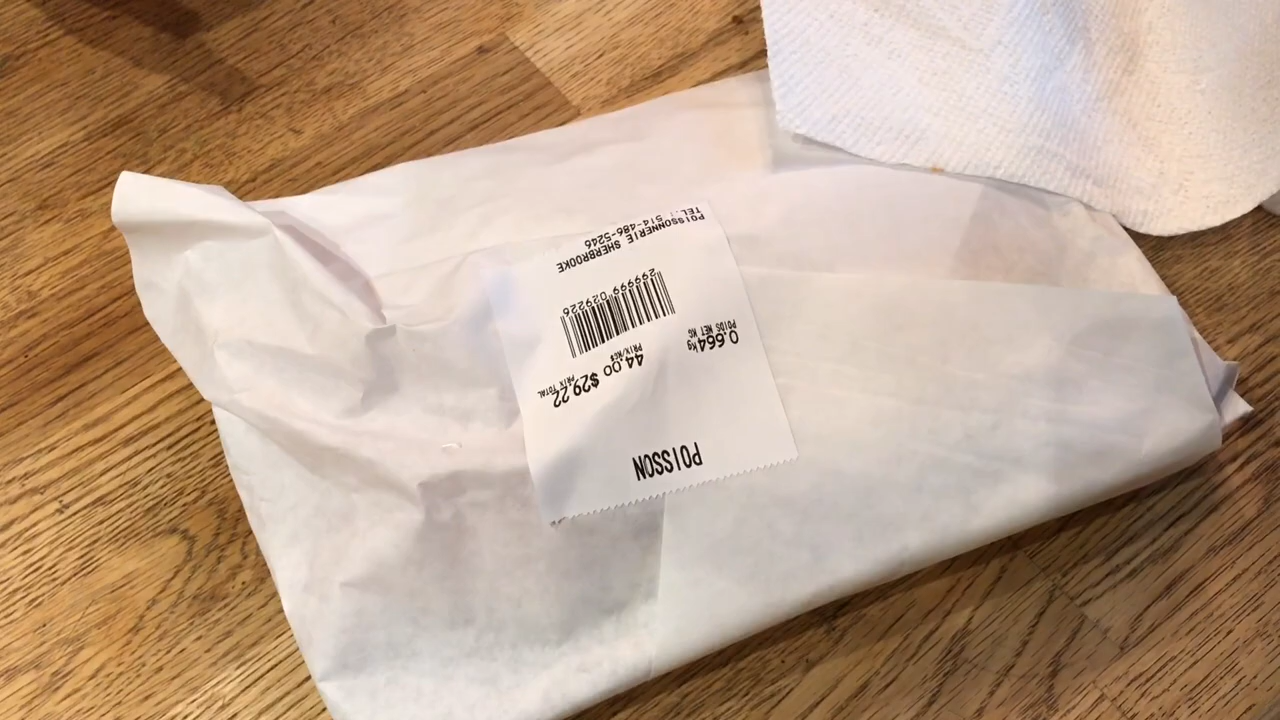 POISSON
0.664kg 44.00 $29.22
POIDS NET KG PRIX/KG$ PRIX TOTAL
299999 029226
POISSONNERIE SHERBROOKE
TEL.: 514-486-5246